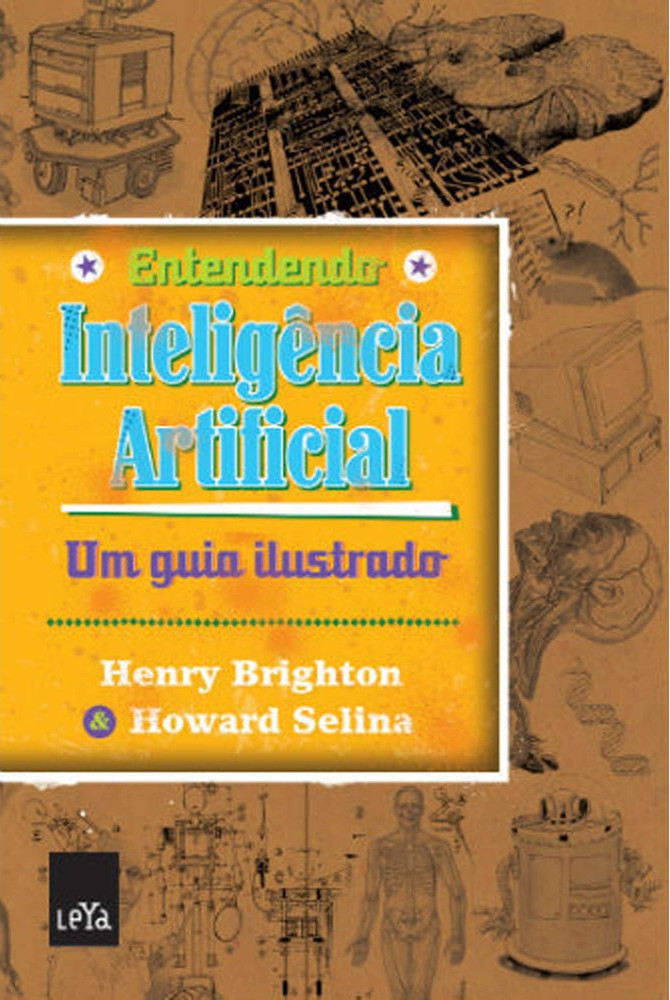 ?!
Entendendo
Inteligência
Artificial
Um guia ilustrado
Henry Brighton
& Howard Selina
LeYa